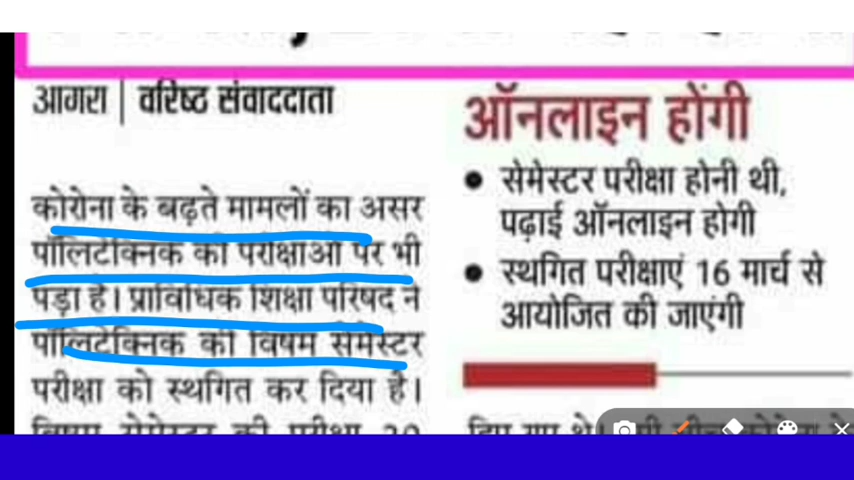 आगरा | वरिष्ठ संवाददाता
कोरोना के बढ़ते मामलों का असर
पॉलिटेक्निक की परीक्षाओं पर भी
पड़ा है। प्राविधिक शिक्षा परिषद ने
पॉलिटेक्निक की विषम सेमेस्टर
परीक्षा को स्थगित कर दिया है।
ऑनलाइन होंगी
● सेमेस्टर परीक्षा होनी थी,
पढ़ाई ऑनलाइन होगी
● स्थगित परीक्षाएं 16 मार्च से
आयोजित की जाएंगी